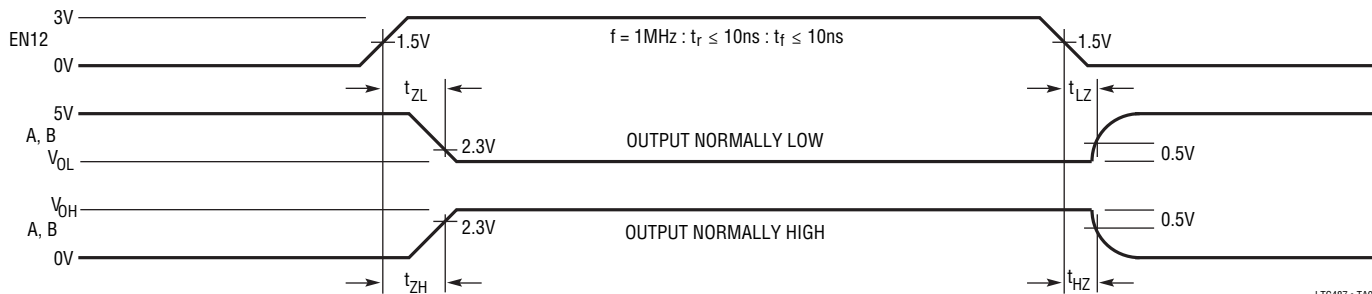 3V
EN12
1.5V
f = 1MHz : tr ≤ 10ns : tf ≤ 10ns
1.5V
0V
tZL
tLZ
5V
A, B
2.3V
OUTPUT NORMALLY LOW
VOL
0.5V
VOH
0.5V
A, B
2.3V
OUTPUT NORMALLY HIGH
0V
tZH
tHZ